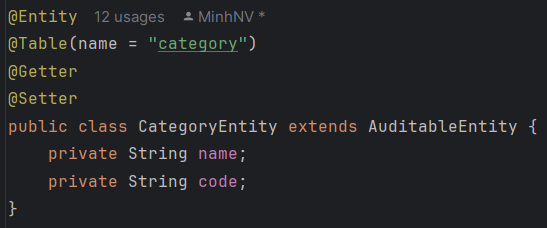 @Entity 12 usages MinhNV *
@Table(name = "category")
@Getter
@Setter
public class CategoryEntity extends AuditableEntity {
    private String name;
    private String code;
}